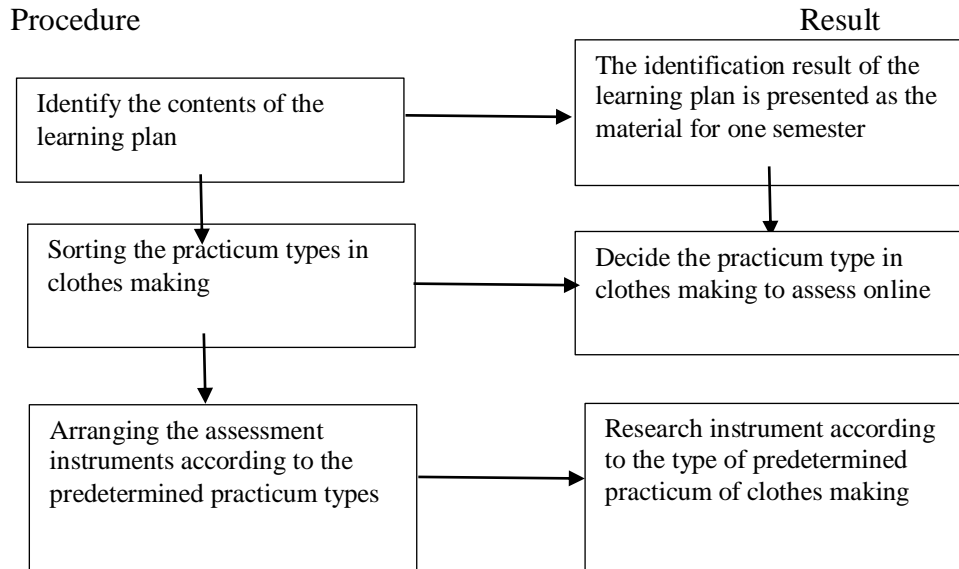 Procedure
Result
Identify the contents of the
learning plan
The identification result of the
learning plan is presented as the
material for one semester
Sorting the practicum types in
clothes making
Decide the practicum type in
clothes making to assess online
Arranging the assessment
instruments according to the
predetermined practicum types
Research instrument according
to the type of predetermined
practicum of clothes making